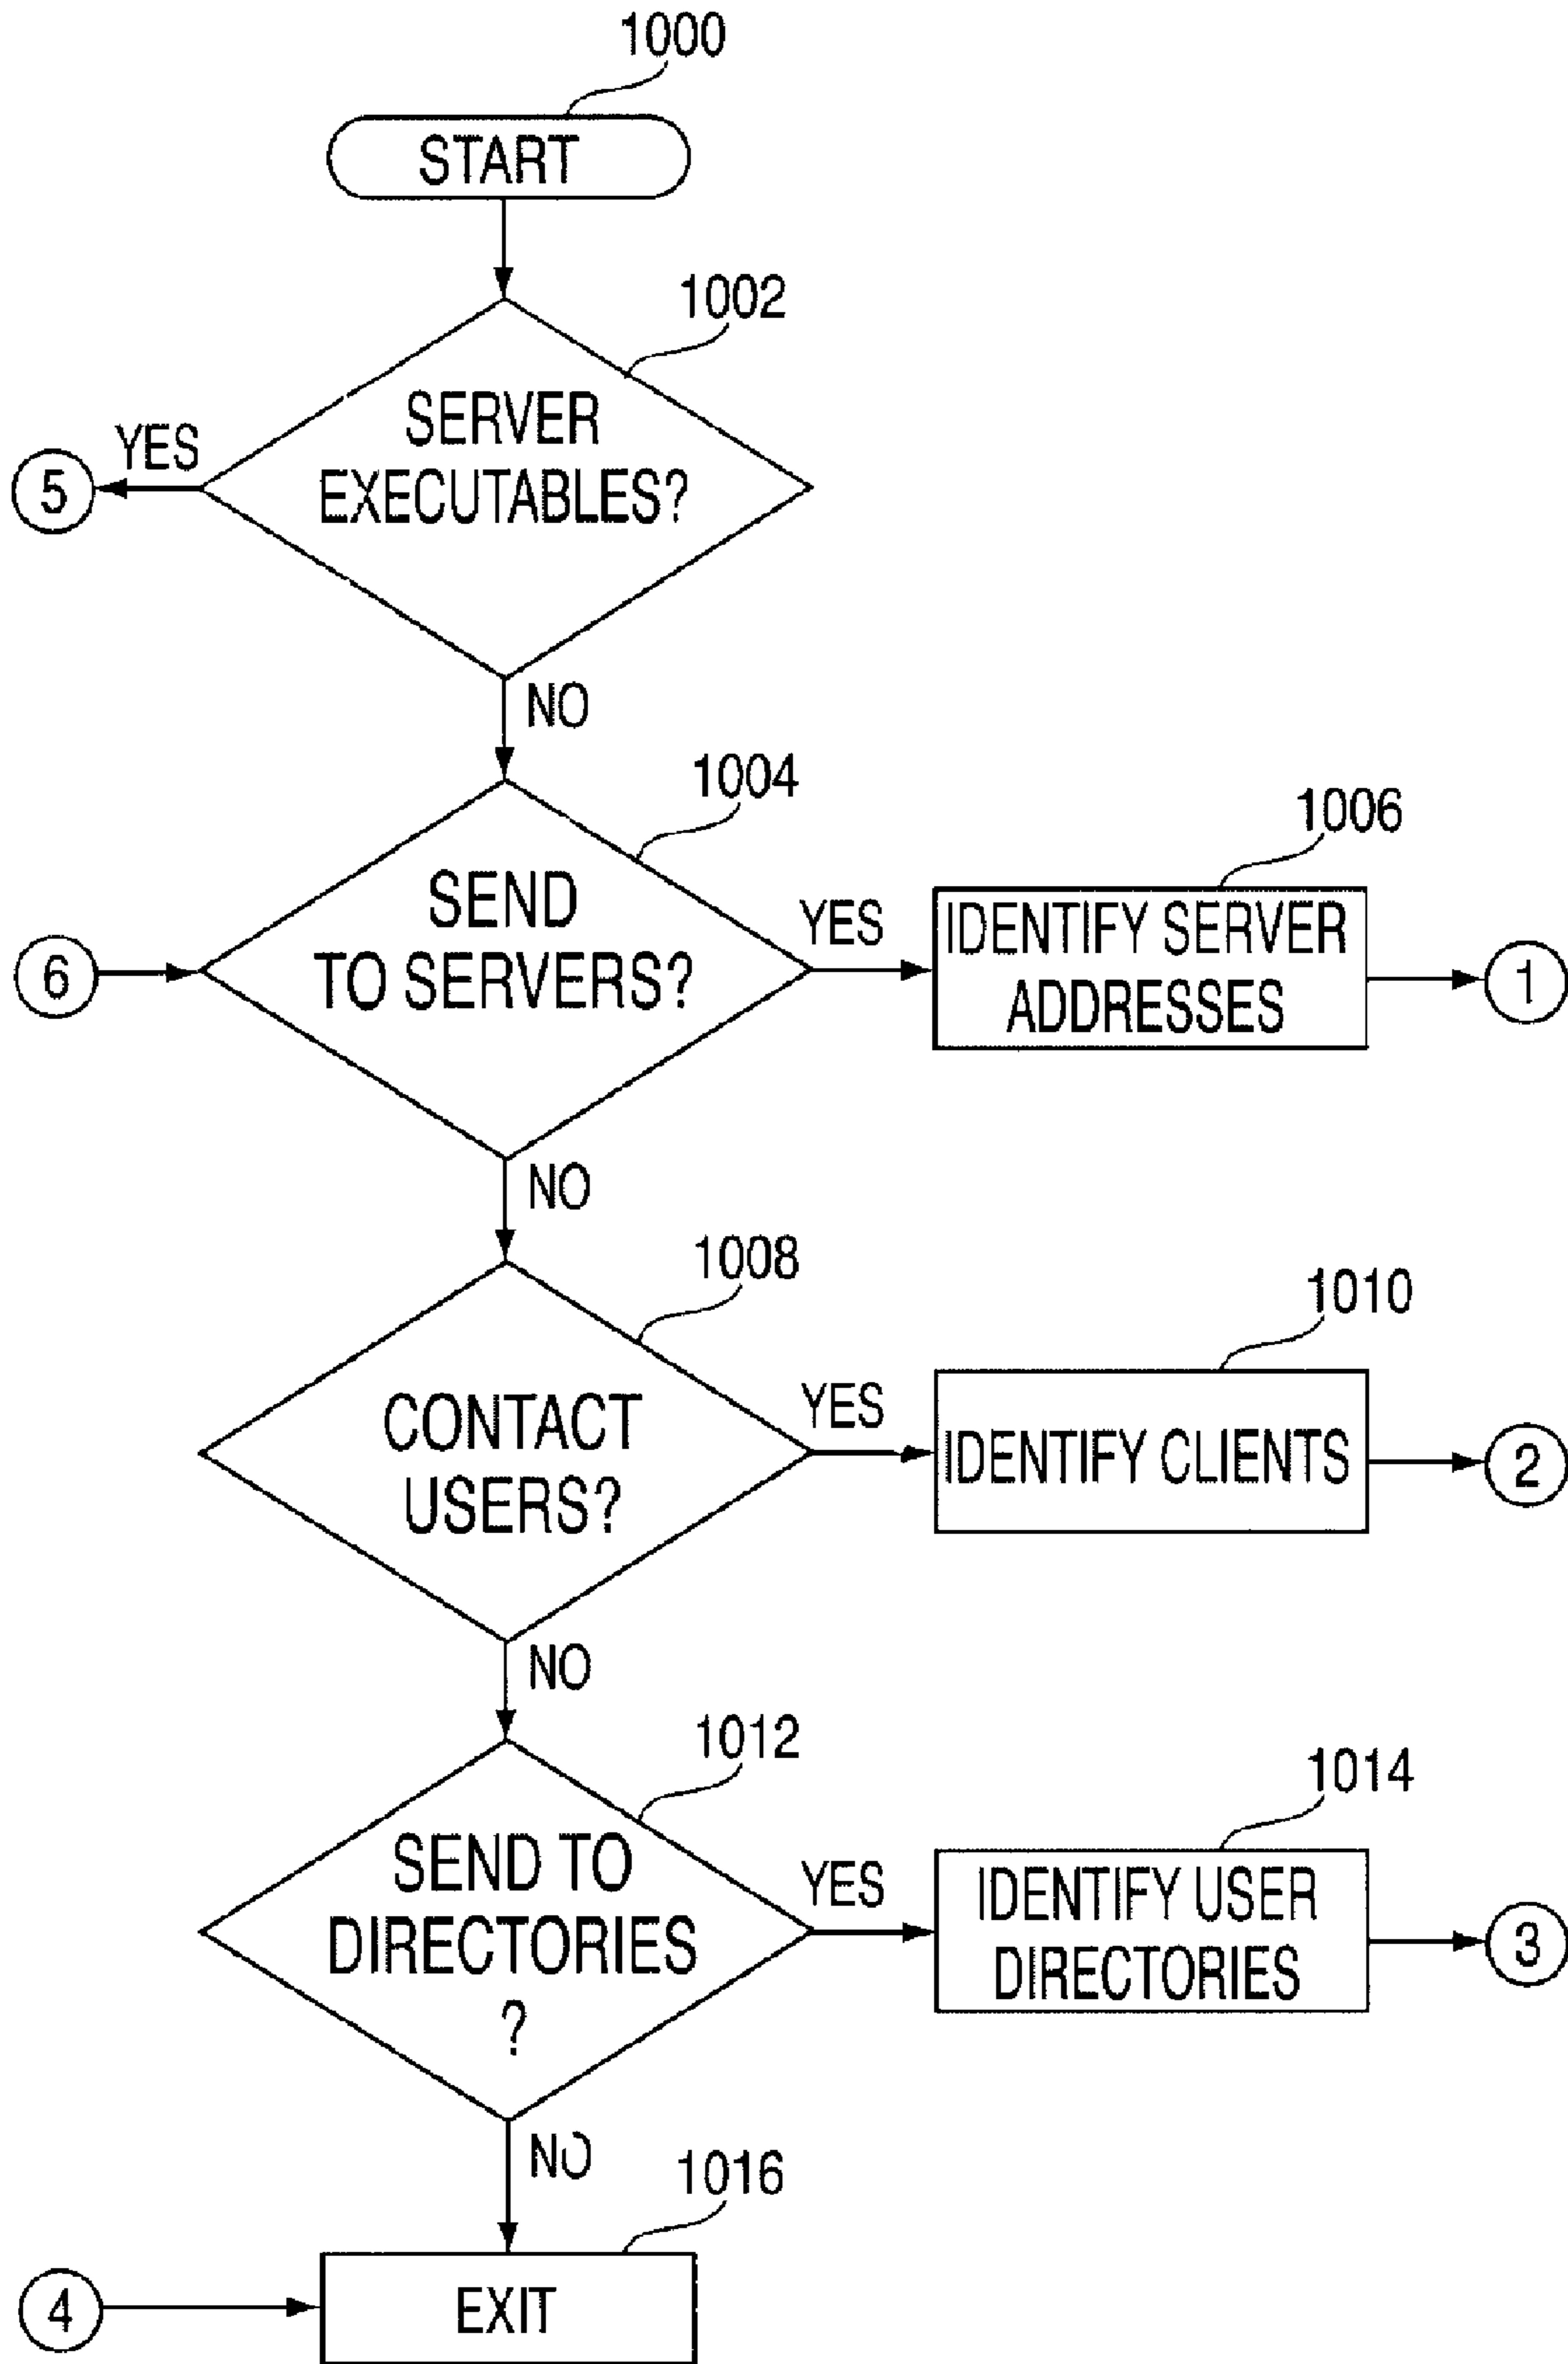 1000
START
1002
SERVER
EXECUTABLES?
YES
5
NO
1004
SEND
TO SERVERS?
6
YES
1006
IDENTIFY SERVER
ADDRESSES
1
NO
1008
CONTACT
USERS?
YES
1010
IDENTIFY CLIENTS
2
NO
1012
SEND TO
DIRECTORIES
?
YES
1014
IDENTIFY USER
DIRECTORIES
3
NO
1016
4
EXIT